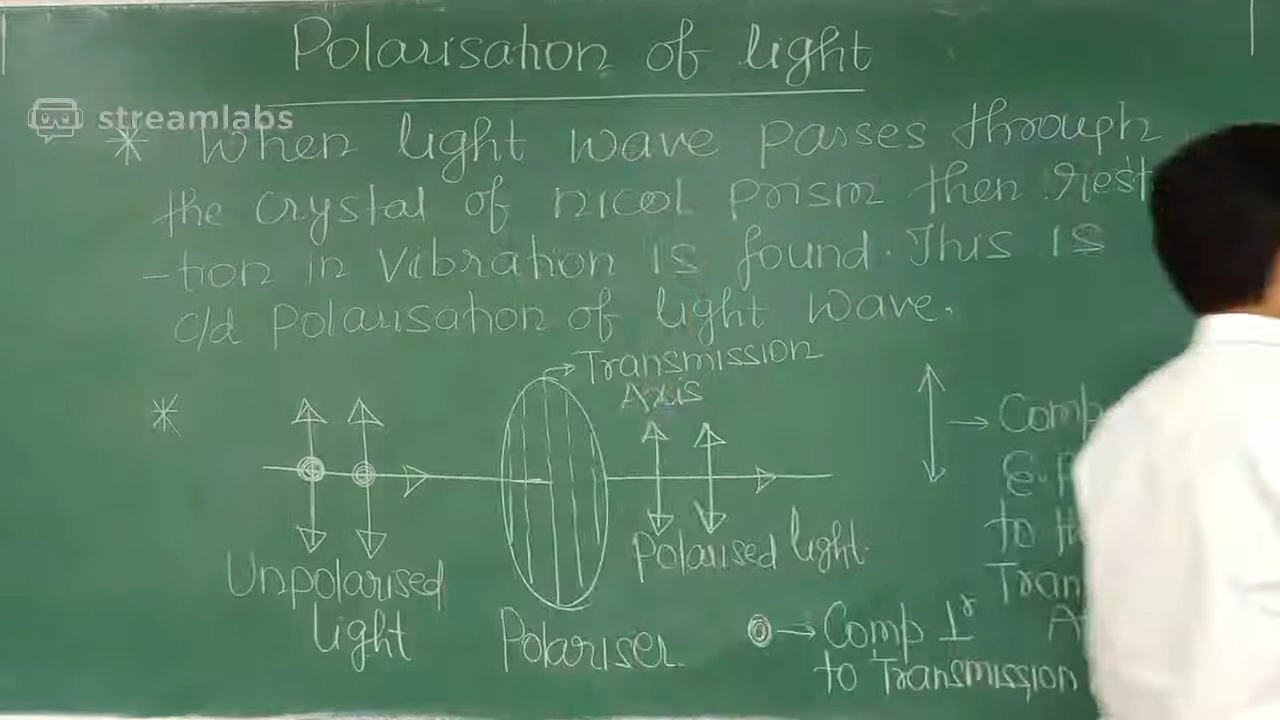 Polarisation of light
streamlabs
* When light wave passes through
the crystal of nicol prism then rest
-tion in vibration is found. This is
c/d polarisation of light wave.
→ Transmission
Axis
*
→ Comp
to
Tran
Unpolarised
light
Polariser
Polarised light.
→ Comp ⊥r
to Transmission